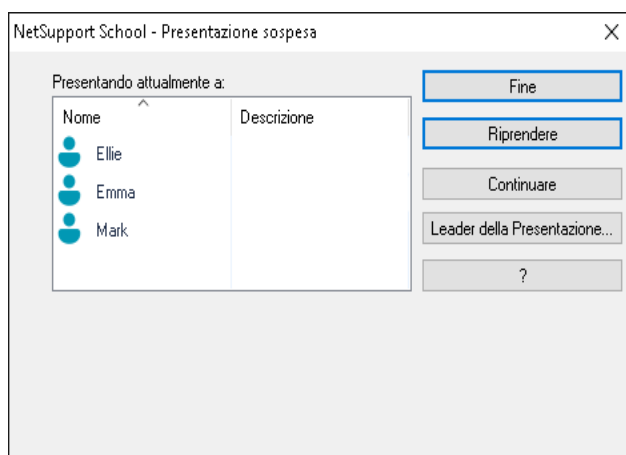 NetSupport School - Presentazione sospesa
Presentando attualmente a:
Nome
Descrizione
Ellie
Emma
Mark
Fine
Riprendere
Continuare
Leader della Presentazione...
?